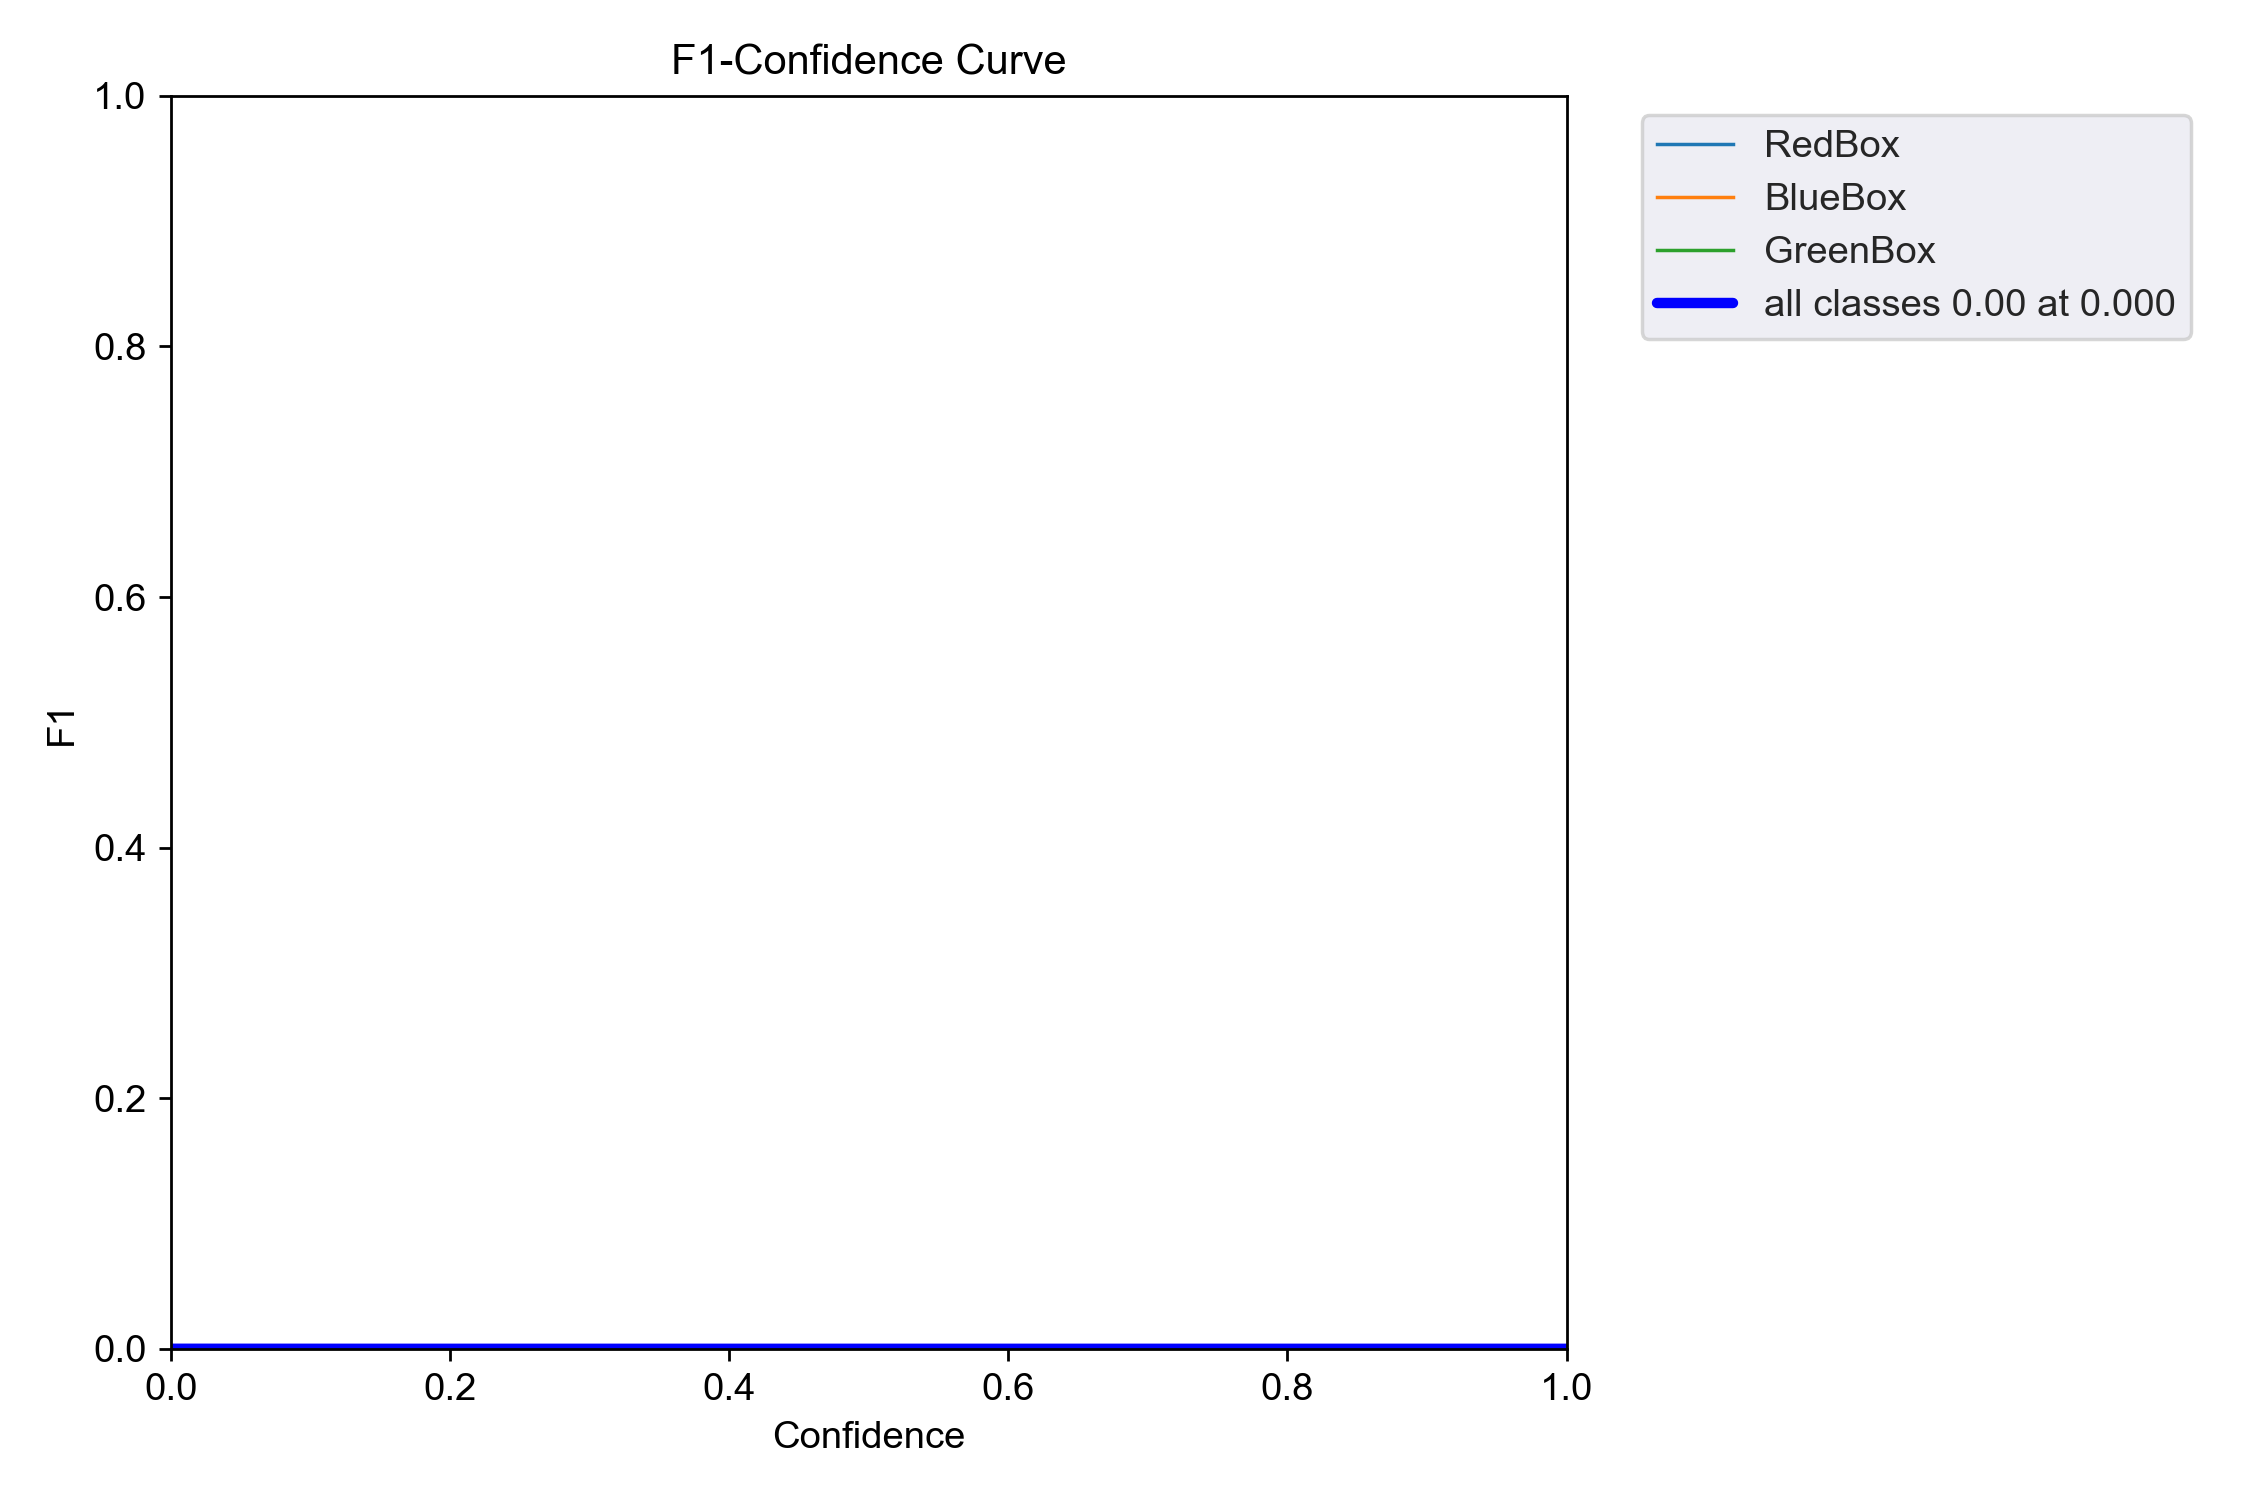 F1-Confidence Curve
1.0
0.8
0.6
0.4
0.2
0.0
F1
0.0 0.2 0.4 0.6 0.8 1.0
Confidence
RedBox
BlueBox
GreenBox
all classes 0.00 at 0.000